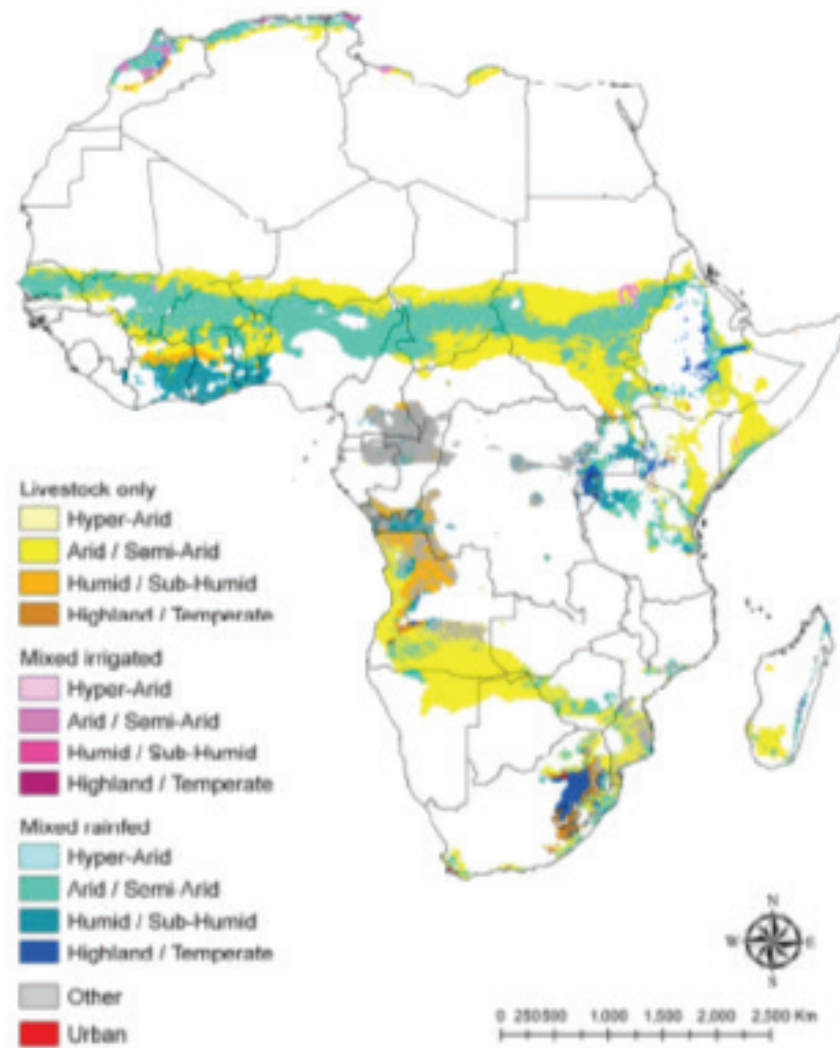 Livestock only
Hyper-Arid
Arid / Semi-Arid
Humid / Sub-Humid
Highland / Temperate
Mixed irrigated
Hyper-Arid
Arid / Semi-Arid
Humid / Sub-Humid
Highland / Temperate
Mixed rainfed
Hyper-Arid
Arid / Semi-Arid
Humid / Sub-Humid
Highland / Temperate
Other
Urban
N
W E
S
0 250 500 1,000 1,500 2,000 2,500 Km